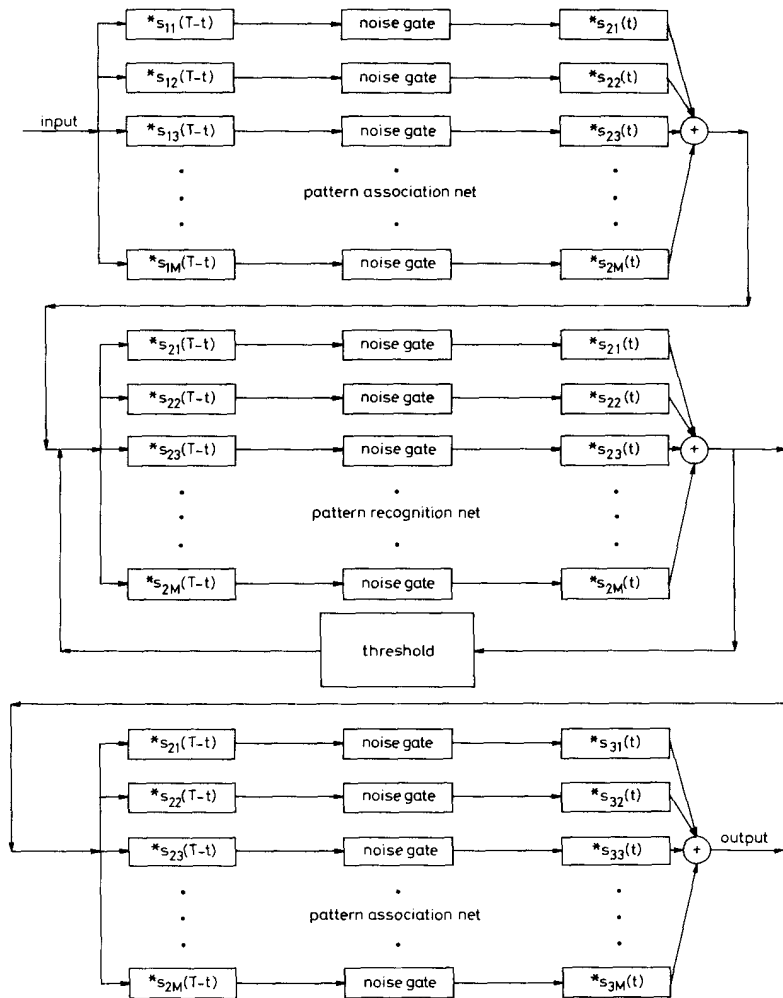 *s₁₁(T-t) noise gate *s₂₁(t)
*s₁₂(T-t) noise gate *s₂₂(t)
input
*s₁₃(T-t) noise gate *s₂₃(t) +
pattern association net
*s₁M(T-t) noise gate *s₂M(t)
*s₂₁(T-t) noise gate *s₂₁(t)
*s₂₂(T-t) noise gate *s₂₂(t)
*s₂₃(T-t) noise gate *s₂₃(t) +
pattern recognition net
*s₂M(T-t) noise gate *s₂M(t)
threshold
*s₂₁(T-t) noise gate *s₃₁(t)
*s₂₂(T-t) noise gate *s₃₂(t)
output
*s₂₃(T-t) noise gate *s₃₃(t) +
pattern association net
*s₂M(T-t) noise gate *s₃M(t)